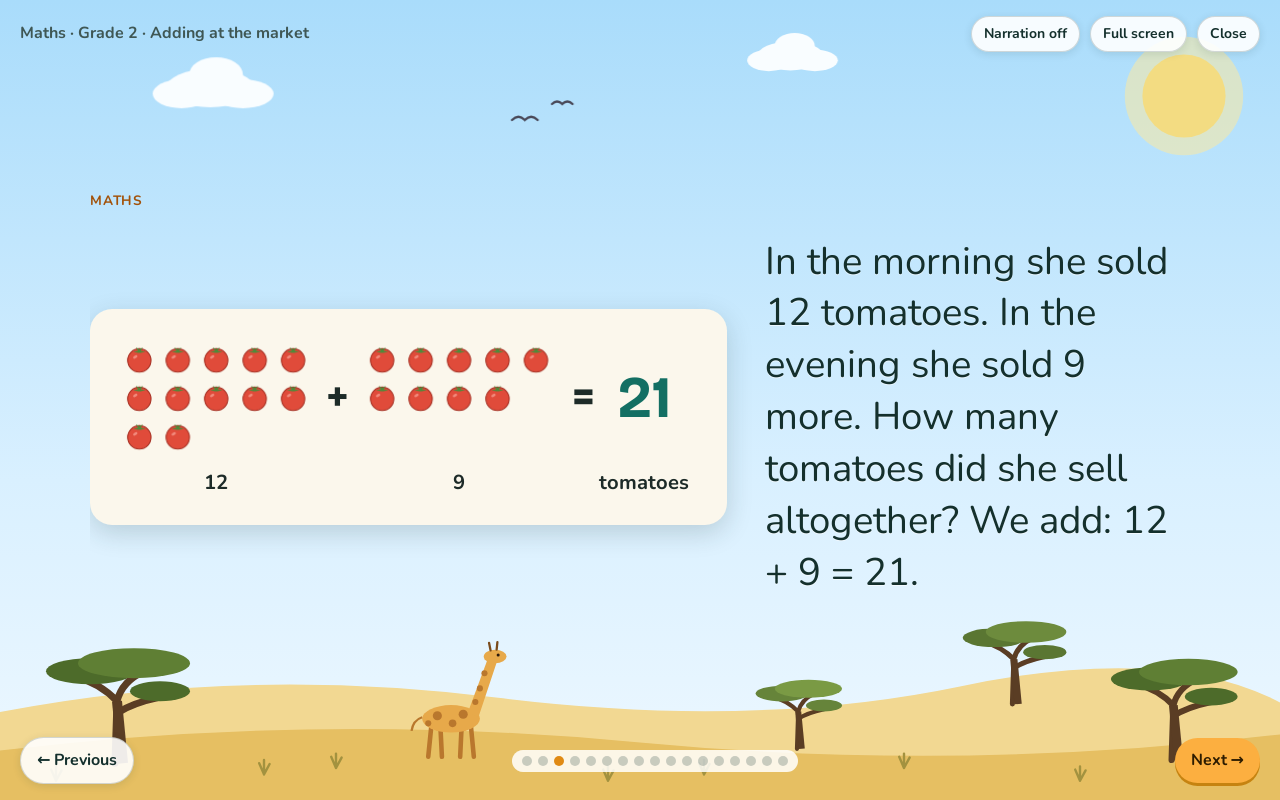 Maths · Grade 2 · Adding at the market
Narration off
Full screen
Close
MATHS
+
= 21
12
9
tomatoes
In the morning she sold
12 tomatoes. In the
evening she sold 9
more. How many
tomatoes did she sell
altogether? We add: 12
+ 9 = 21.
← Previous
Next →